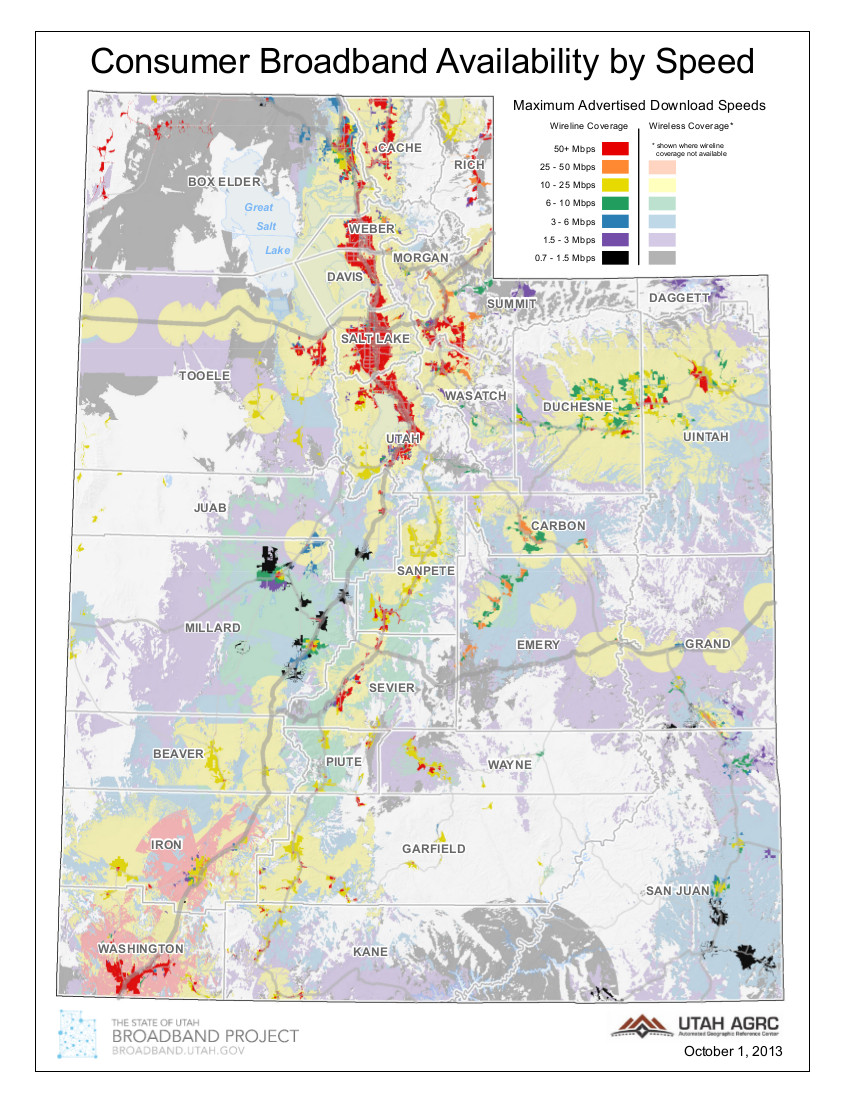 Consumer Broadband Availability by Speed
Maximum Advertised Download Speeds
Wireline Coverage
Wireless Coverage*
* shown where wireline
coverage not available
50+ Mbps
25 - 50 Mbps
10 - 25 Mbps
6 - 10 Mbps
3 - 6 Mbps
1.5 - 3 Mbps
0.7 - 1.5 Mbps
CACHE
RICH
BOX ELDER
Great
Salt
Lake
WEBER
MORGAN
DAVIS
SUMMIT
DAGGETT
SALT LAKE
TOOELE
WASATCH
DUCHESNE
UTAH
UINTAH
JUAB
CARBON
SANPETE
MILLARD
EMERY
GRAND
SEVIER
BEAVER
PIUTE
WAYNE
IRON
GARFIELD
SAN JUAN
WASHINGTON
KANE
THE STATE OF UTAH
BROADBAND PROJECT
BROADBAND.UTAH.GOV
UTAH AGRC
Automated Geographic Reference Center
October 1, 2013